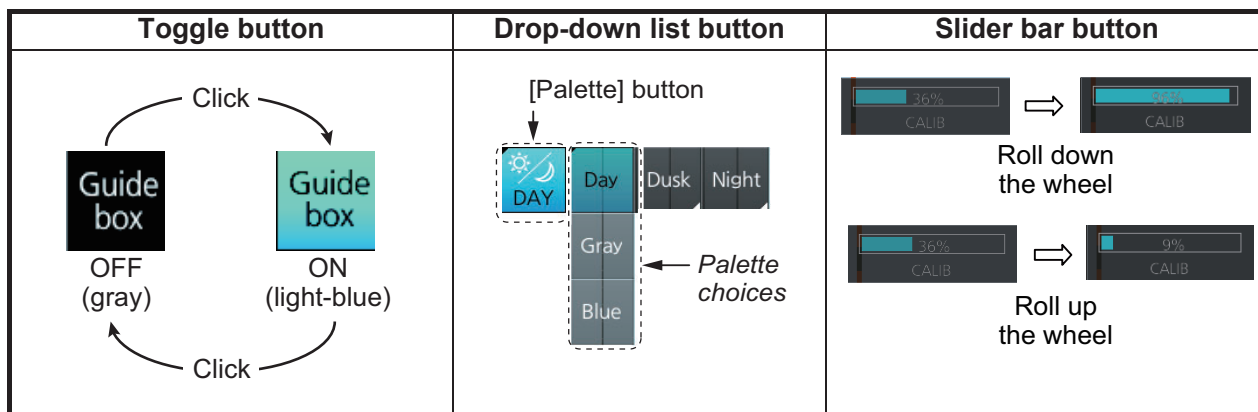 Toggle button
Drop-down list button
Slider bar button
Click
Guide
box
OFF
(gray)
Guide
box
ON
(light-blue)
Click
[Palette] button
DAY
Day
Dusk
Night
Gray
Blue
Palette
choices
36%
CALIB
CALIB
Roll down
the wheel
36%
CALIB
9%
CALIB
Roll up
the wheel